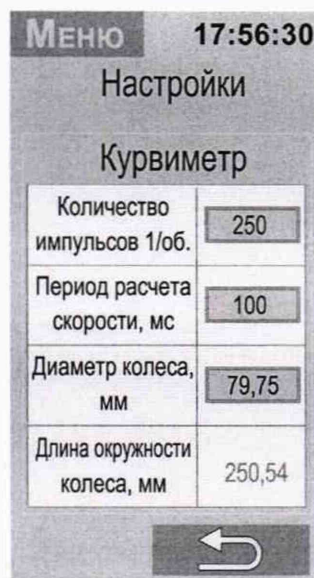 Меню 17:56:30
Настройки
Курвиметр
Количество
импульсов 1/об.
250
Период расчета
скорости, мс
100
Диаметр колеса,
мм
79,75
Длина окружности
колеса, мм
250,54